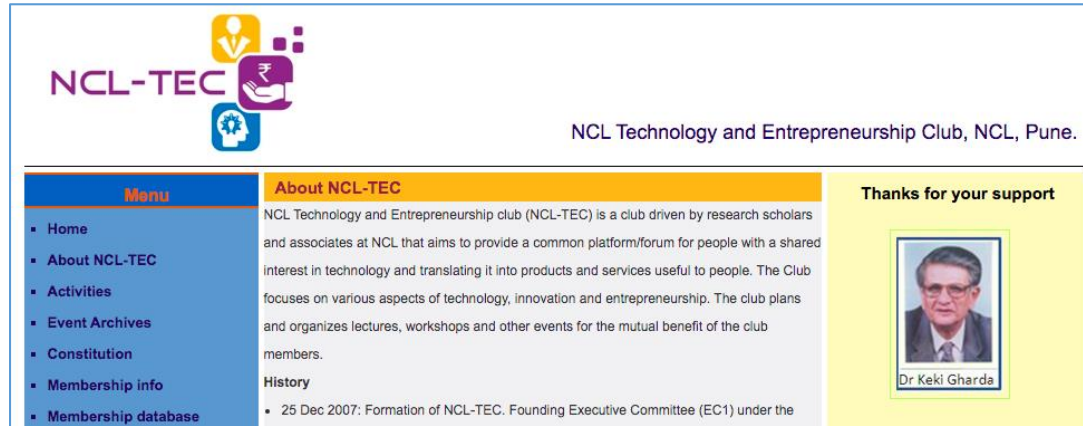 NCL-TEC
₹
NCL Technology and Entrepreneurship Club, NCL, Pune.
Menu
Home
About NCL-TEC
Activities
Event Archives
Constitution
Membership info
Membership database
About NCL-TEC
NCL Technology and Entrepreneurship club (NCL-TEC) is a club driven by research scholars
and associates at NCL that aims to provide a common platform/forum for people with a shared
interest in technology and translating it into products and services useful to people. The Club
focuses on various aspects of technology, innovation and entrepreneurship. The club plans
and organizes lectures, workshops and other events for the mutual benefit of the club
members.
History
• 25 Dec 2007: Formation of NCL-TEC. Founding Executive Committee (EC1) under the
Thanks for your support
Dr Keki Gharda